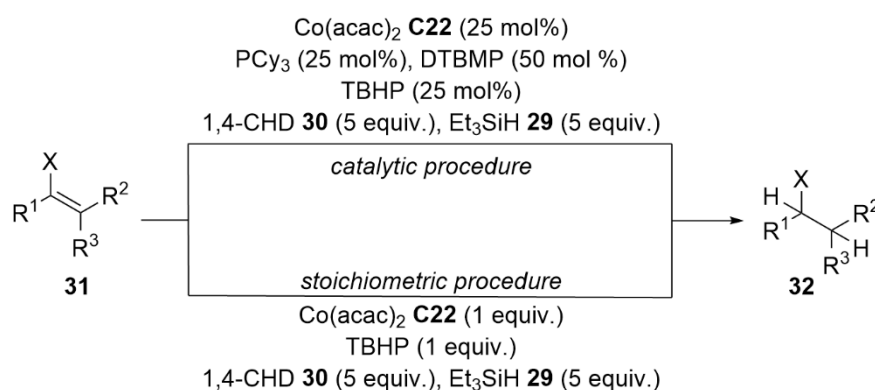 Co(acac)₂ C22 (25 mol%)
PCy₃ (25 mol%), DTBMP (50 mol %)
TBHP (25 mol%)
1,4-CHD 30 (5 equiv.), Et₃SiH 29 (5 equiv.)
catalytic procedure
X
R¹
R²
R³
31
H
X
R¹
R²
R³
H
32
stoichiometric procedure
Co(acac)₂ C22 (1 equiv.)
TBHP (1 equiv.)
1,4-CHD 30 (5 equiv.), Et₃SiH 29 (5 equiv.)